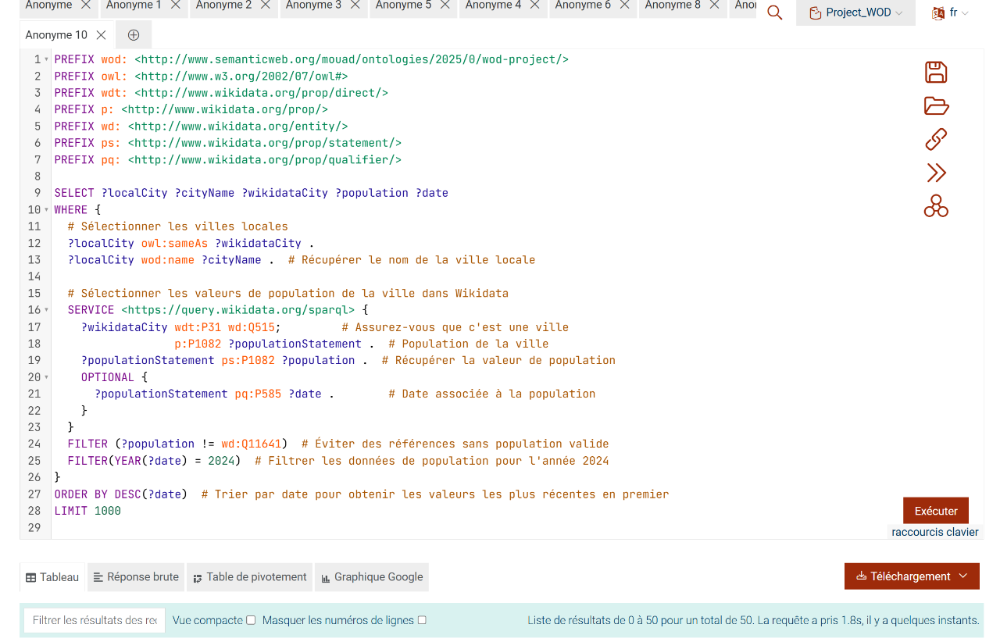 Anonyme
Anonyme 1
Anonyme 2
Anonyme 3
Anonyme 5
Anonyme 4
Anonyme 6
Anonyme 8
Project_WOD
fr
Anonyme 10
1 PREFIX wod: <http://www.semanticweb.org/mouad/ontologies/2025/0/wod-project/>
2 PREFIX owl: <http://www.w3.org/2002/07/owl#>
3 PREFIX wdt: <http://www.wikidata.org/prop/direct/>
4 PREFIX p: <http://www.wikidata.org/prop/>
5 PREFIX wd: <http://www.wikidata.org/entity/>
6 PREFIX ps: <http://www.wikidata.org/prop/statement/>
7 PREFIX pq: <http://www.wikidata.org/prop/qualifier/>
8
9 SELECT ?localCity ?cityName ?wikidataCity ?population ?date
10 WHERE {
11 # Sélectionner les villes locales
12 ?localCity owl:sameAs ?wikidataCity .
13 ?localCity wod:name ?cityName . # Récupérer le nom de la ville locale
14
15 # Sélectionner les valeurs de population de la ville dans Wikidata
16 SERVICE <https://query.wikidata.org/sparql> {
17 ?wikidataCity wdt:P31 wd:Q515; # Assurez-vous que c'est une ville
18 p:P1082 ?populationStatement . # Population de la ville
19 ?populationStatement ps:P1082 ?population . # Récupérer la valeur de population
20 OPTIONAL {
21 ?populationStatement pq:P585 ?date . # Date associée à la population
22 }
23 }
24 FILTER (?population != wd:Q11641) # Éviter des références sans population valide
25 FILTER(YEAR(?date) = 2024) # Filtrer les données de population pour l'année 2024
26 }
27 ORDER BY DESC(?date) # Trier par date pour obtenir les valeurs les plus récentes en premier
28 LIMIT 1000
29
Exécuter
raccourcis clavier
Tableau
Réponse brute
Table de pivotement
Graphique Google
Téléchargement
Filtrer les résultats des
Vue compacte
Masquer les numéros de lignes
Liste de résultats de 0 à 50 pour un total de 50. La requête a pris 1.8s, il y a quelques instants.